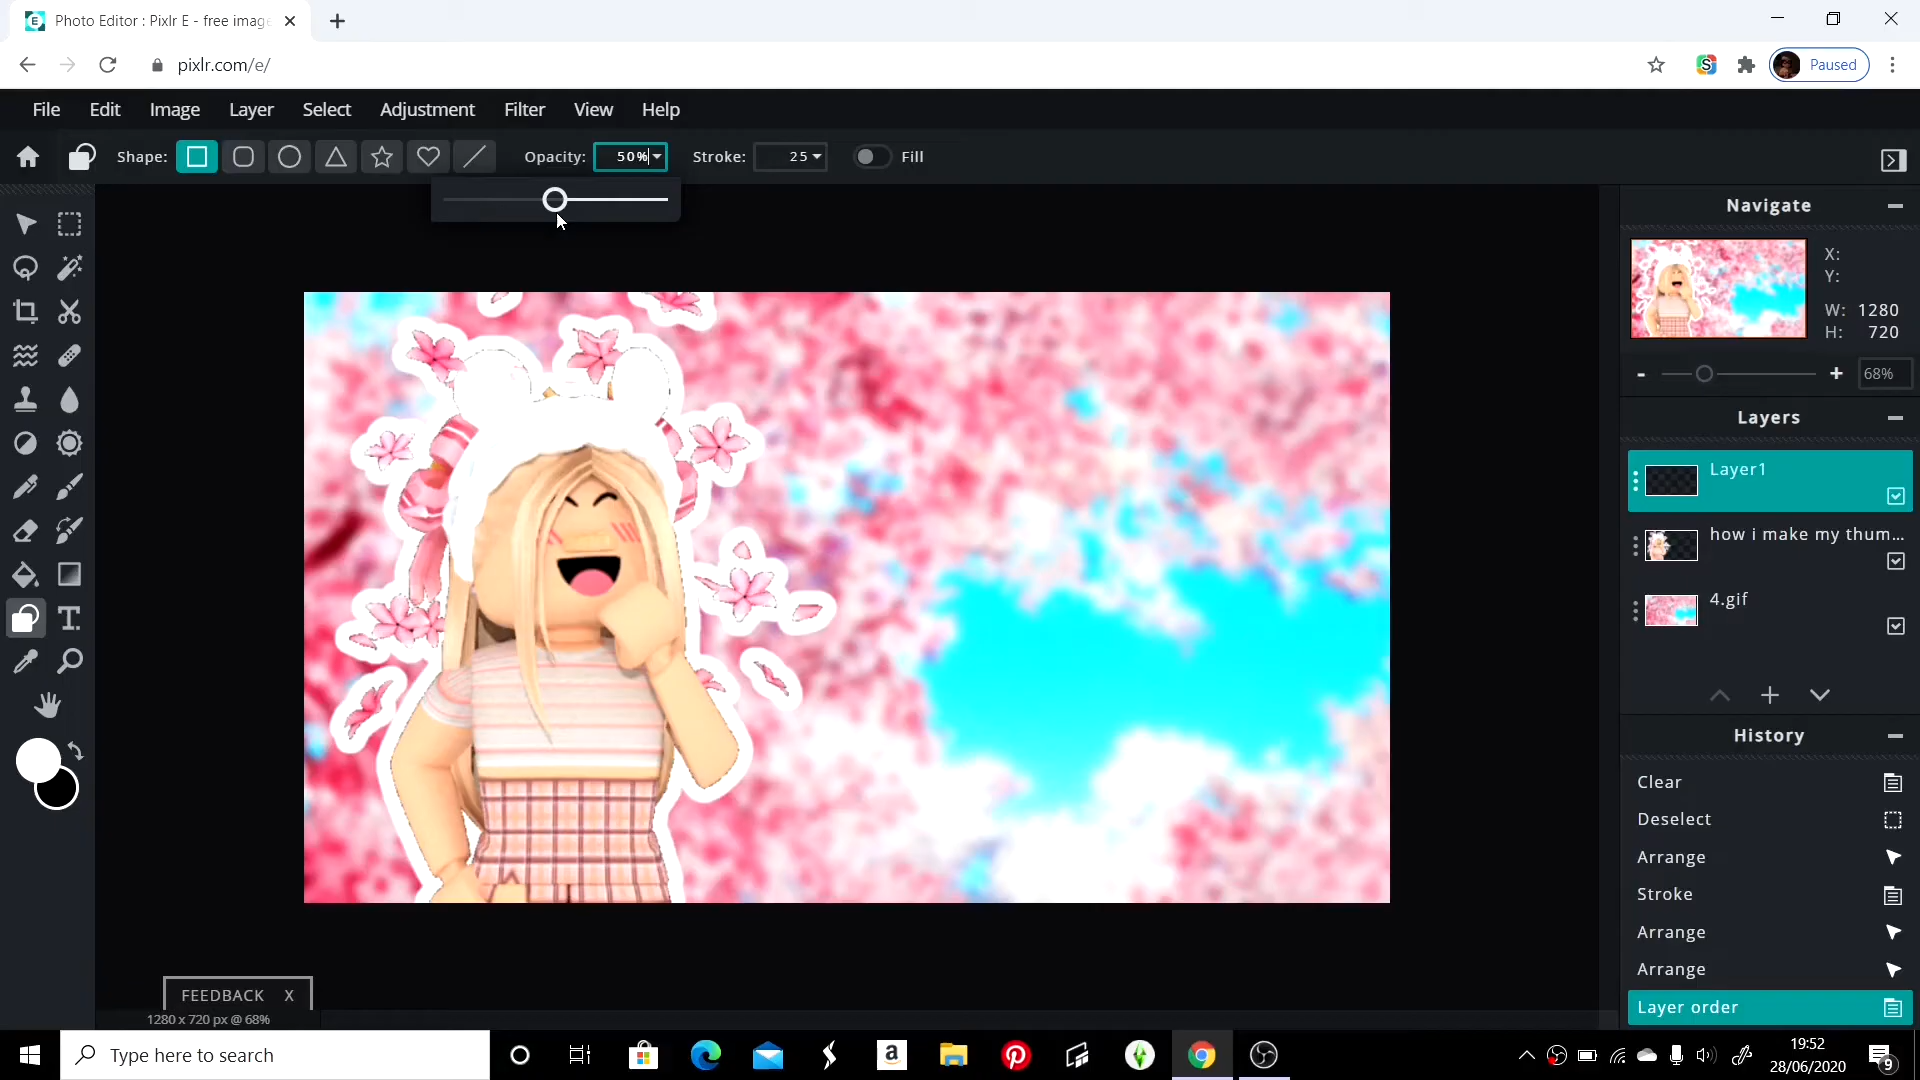 Photo Editor : Pixlr E - free image
pixlr.com/e/
Paused
File Edit Image Layer Select Adjustment Filter View Help
Shape: Opacity: 50% Stroke: 25 Fill
Navigate
X:
Y:
W: 1280
H: 720
- + 68%
Layers
Layer1
how i make my thum...
4.gif
History
Clear
Deselect
Arrange
Stroke
Arrange
Arrange
Layer order
FEEDBACK X
1280 x 720 px @ 68%
Type here to search
19:52
28/06/2020
9